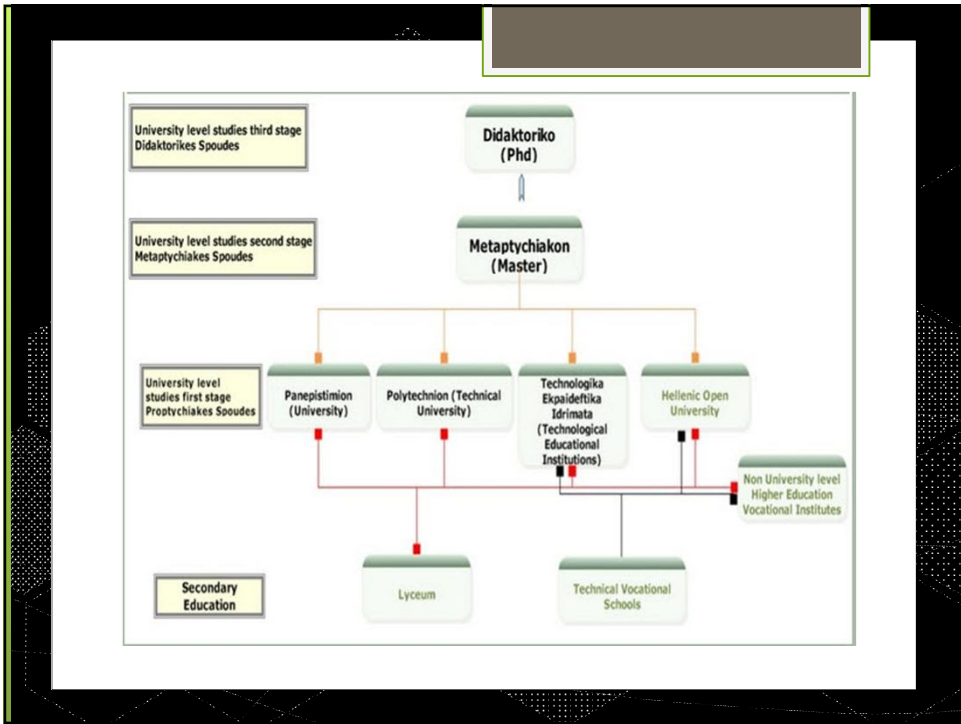 University level studies third stage
Didaktorikes Spoudes
Didaktoriko
(Phd)
University level studies second stage
Metaptychiakes Spoudes
Metaptychiakon
(Master)
University level
studies first stage
Proptychiakes Spoudes
Panepistimion
(University)
Polytechnion (Technical
University)
Technologika
Ekpaideftika
Idrimata
(Technological
Educational
Institutions)
Hellenic Open
University
Non University level
Higher Education
Vocational Institutes
Secondary
Education
Lyceum
Technical Vocational
Schools